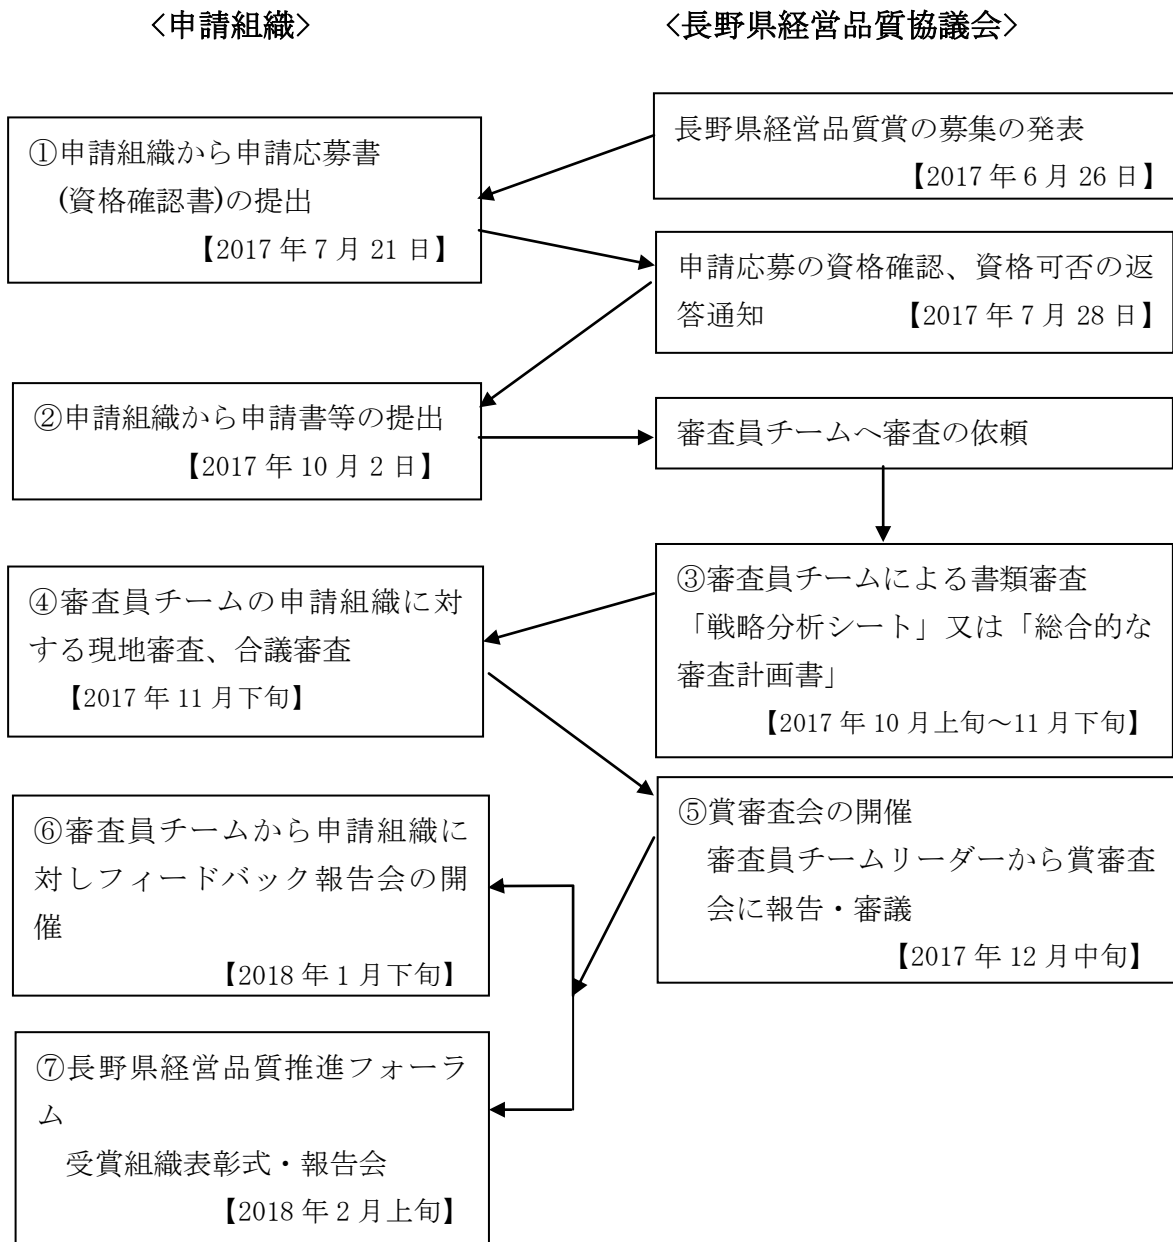 <申請組織>
<長野県経営品質協議会>
長野県経営品質賞の募集の発表
【2017年6月26日】
①申請組織から申請応募書
(資格確認書)の提出
【2017年7月21日】
申請応募の資格確認、資格可否の返
答通知 【2017年7月28日】
②申請組織から申請書等の提出
【2017年10月2日】
審査員チームへ審査の依頼
③審査員チームによる書類審査
「戦略分析シート」又は「総合的な
審査計画書」
【2017年10月上旬～11月下旬】
④審査員チームの申請組織に対
する現地審査、合議審査
【2017年11月下旬】
⑤賞審査会の開催
審査員チームリーダーから賞審査
会に報告・審議
【2017年12月中旬】
⑥審査員チームから申請組織に
対しフィードバック報告会の開
催
【2018年1月下旬】
⑦長野県経営品質推進フォーラ
ム
受賞組織表彰式・報告会
【2018年2月上旬】